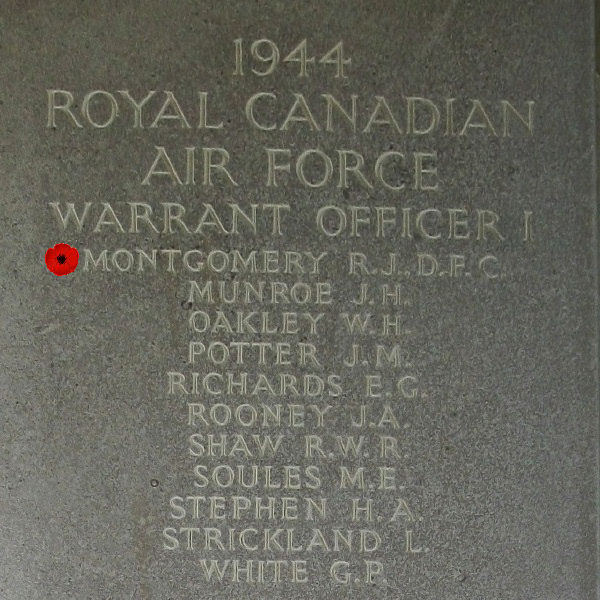 1944
ROYAL CANADIAN
AIR FORCE
WARRANT OFFICER I
MONTGOMERY R.J., D.F.C.
MUNROE J.H.
OAKLEY W.H.
POTTER J.M.
RICHARDS E.G.
ROONEY J.A.
SHAW R.W.R.
SOULES M.E.
STEPHEN H.A.
STRICKLAND L.
WHITE G.P.